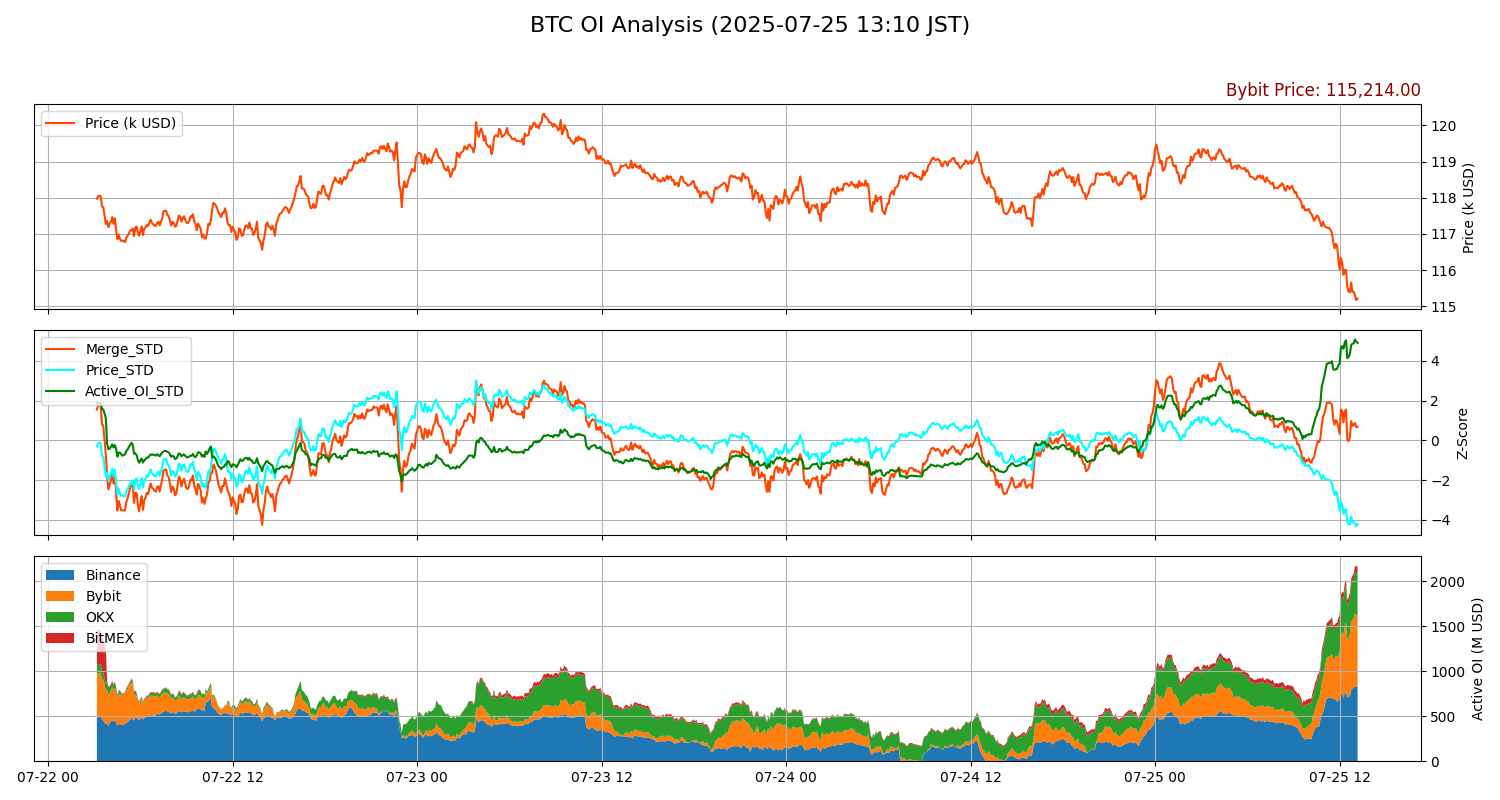 BTC OI Analysis (2025-07-25 13:10 JST)
Bybit Price: 115,214.00
Price (k USD)
120
119
118
117
116
115
Price (k USD)
Merge_STD
Price_STD
Active_OI_STD
4
2
0
−2
−4
Z-Score
Binance
Bybit
OKX
BitMEX
2000
1500
1000
500
0
Active OI (M USD)
07-22 00
07-22 12
07-23 00
07-23 12
07-24 00
07-24 12
07-25 00
07-25 12